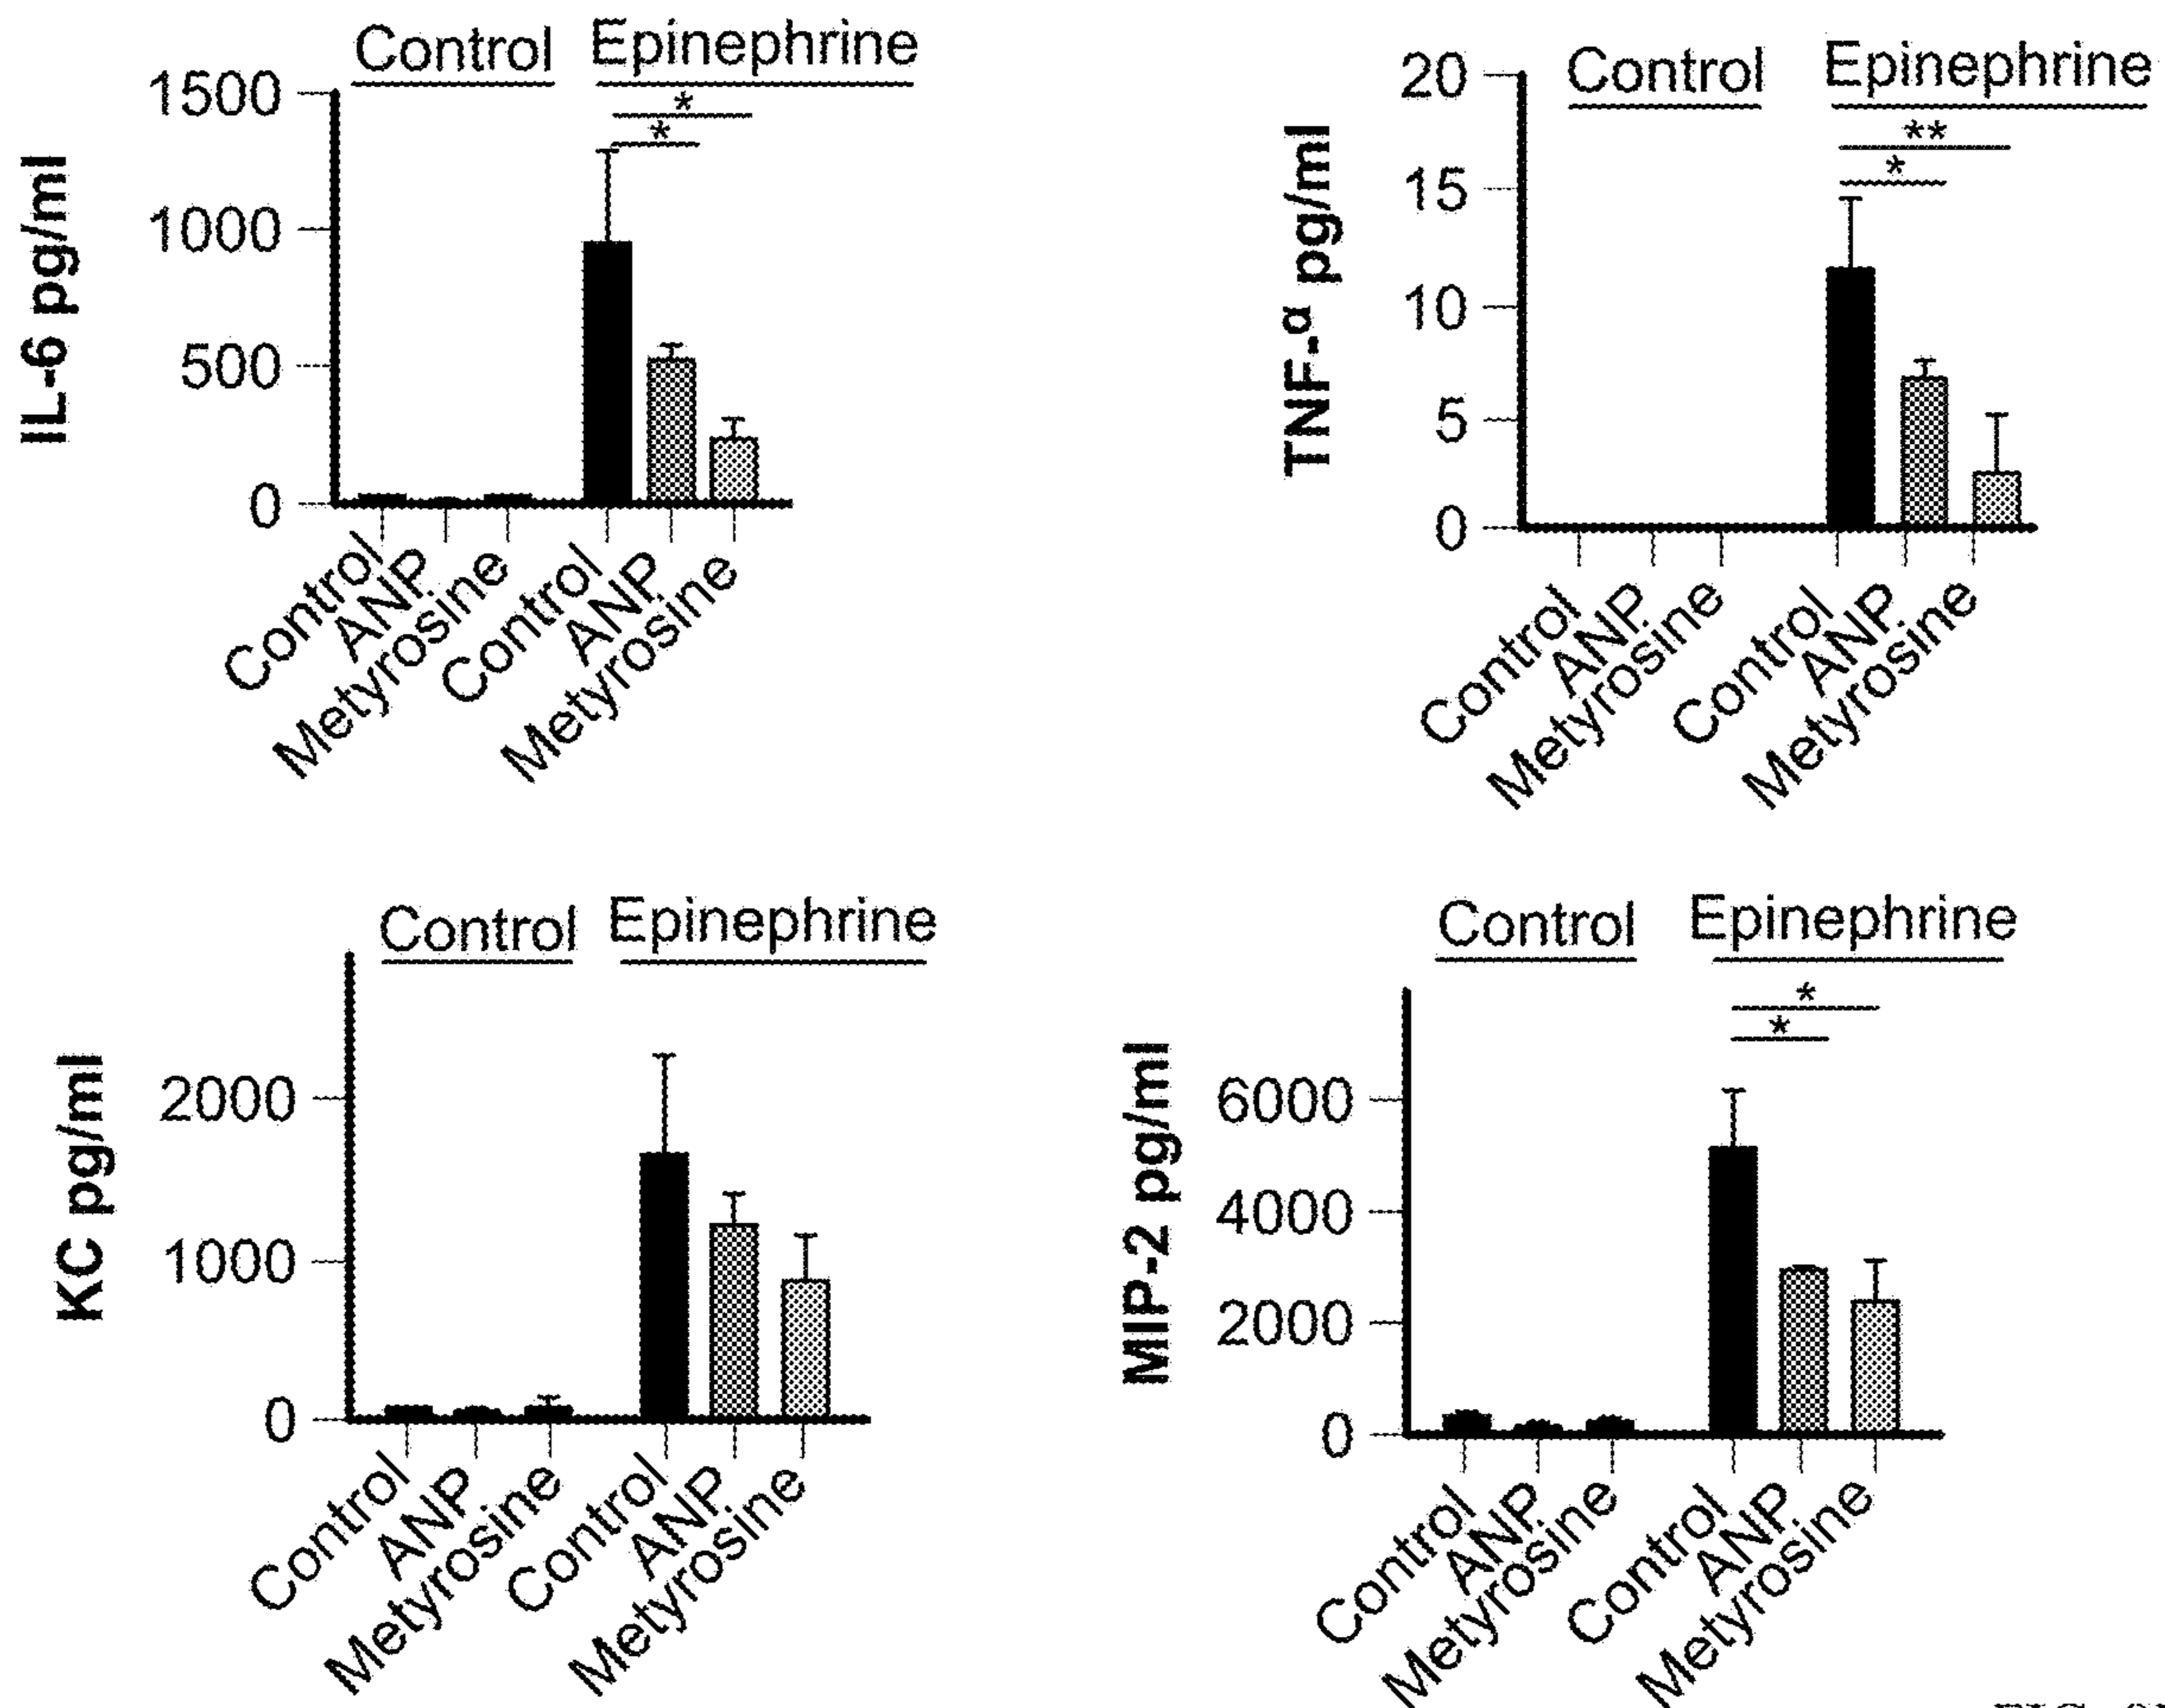 Control Epinephrine
IL-6 pg/ml
1500
1000
500
0
*
*
Control
ANP
Metyrosine
Control
ANP
Metyrosine
Control Epinephrine
TNF-α pg/ml
20
15
10
5
0
**
*
Control
ANP
Metyrosine
Control
ANP
Metyrosine
Control Epinephrine
KC pg/ml
2000
1000
0
Control
ANP
Metyrosine
Control
ANP
Metyrosine
Control Epinephrine
MIP-2 pg/ml
6000
4000
2000
0
*
*
Control
ANP
Metyrosine
Control
ANP
Metyrosine